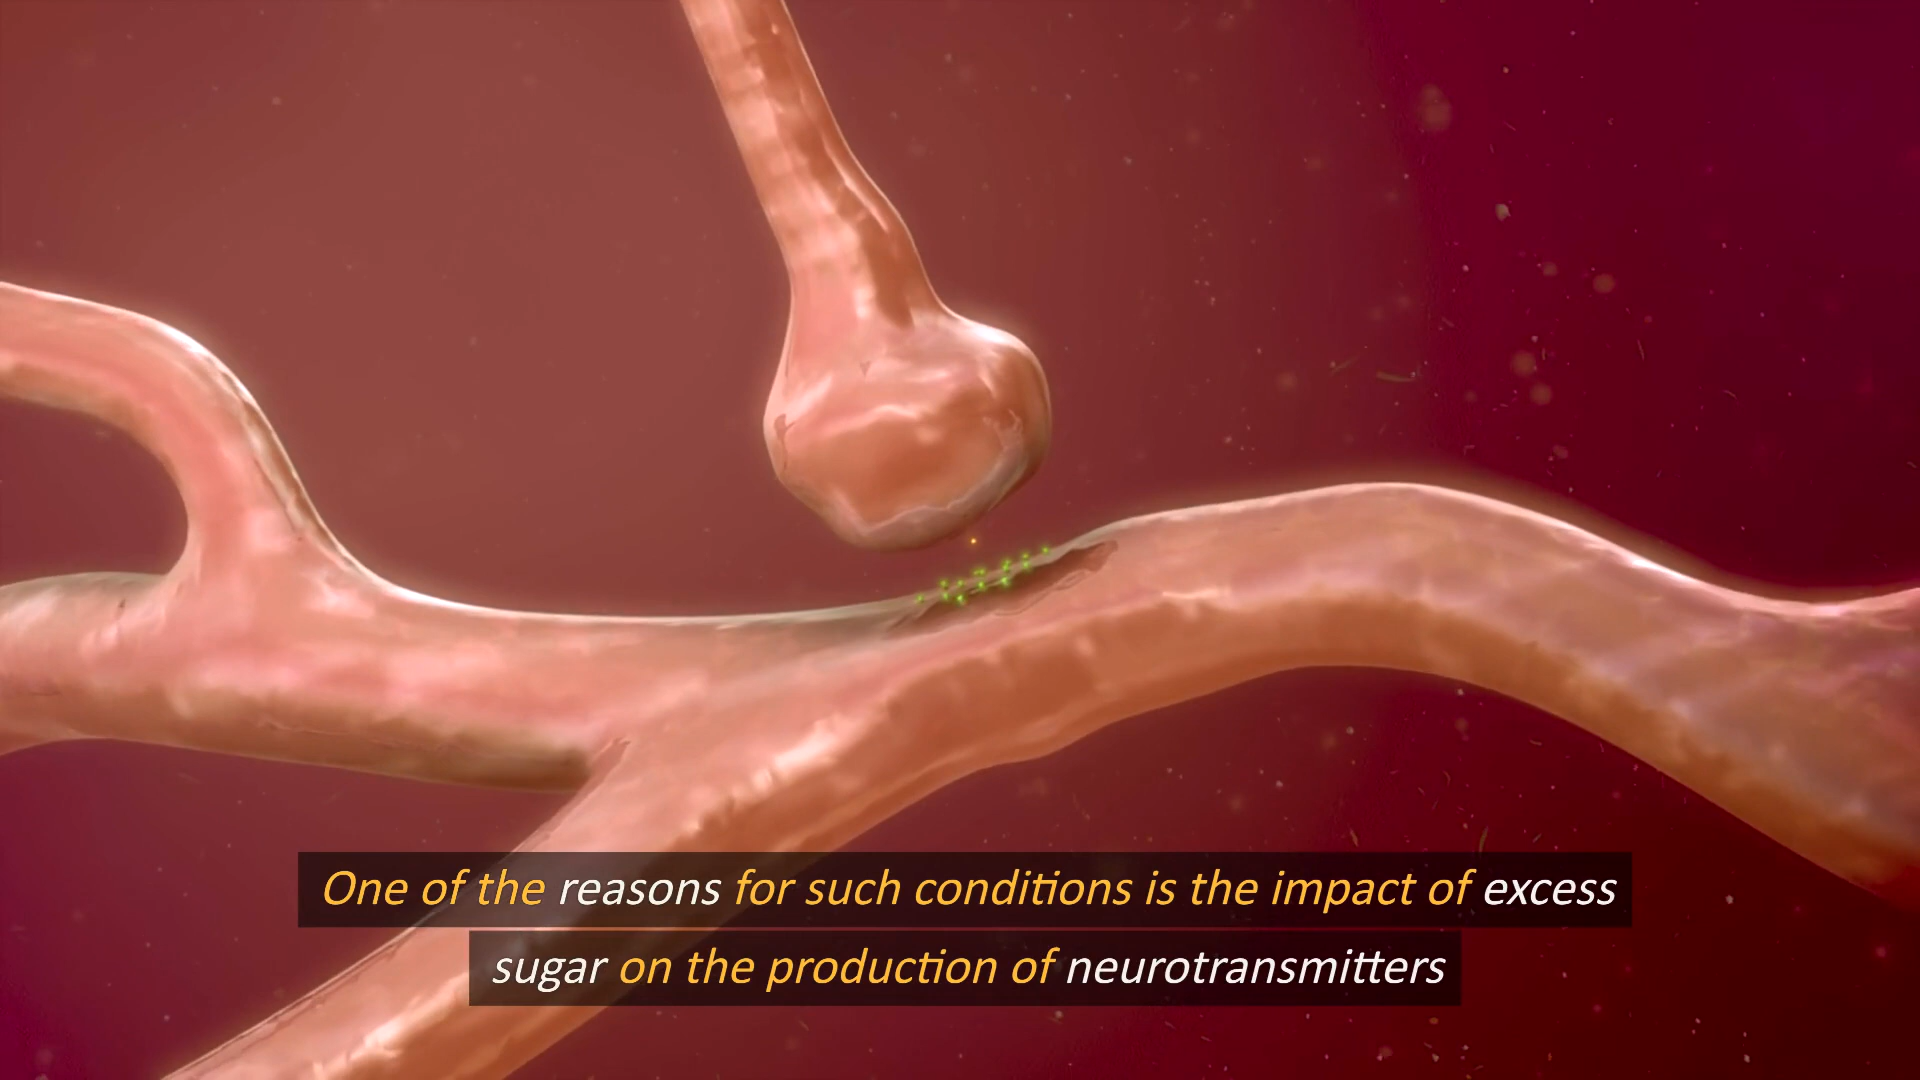 One of the reasons for such conditions is the impact of excess
sugar on the production of neurotransmitters